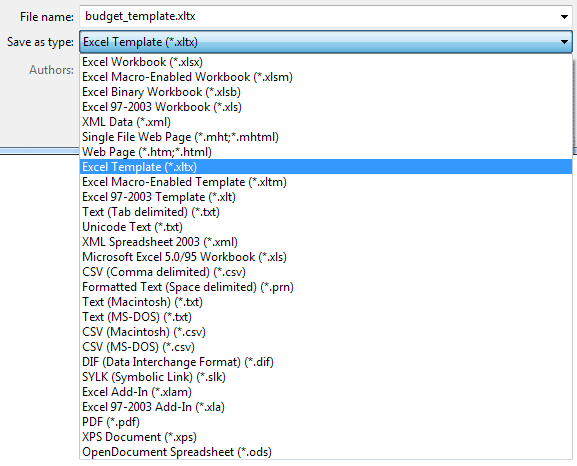 File name: budget_template.xltx
Save as type: Excel Template (*.xltx)
Authors:
Excel Workbook (*.xlsx)
Excel Macro-Enabled Workbook (*.xlsm)
Excel Binary Workbook (*.xlsb)
Excel 97-2003 Workbook (*.xls)
XML Data (*.xml)
Single File Web Page (*.mht;*.mhtml)
Web Page (*.htm;*.html)
Excel Template (*.xltx)
Excel Macro-Enabled Template (*.xltm)
Excel 97-2003 Template (*.xlt)
Text (Tab delimited) (*.txt)
Unicode Text (*.txt)
XML Spreadsheet 2003 (*.xml)
Microsoft Excel 5.0/95 Workbook (*.xls)
CSV (Comma delimited) (*.csv)
Formatted Text (Space delimited) (*.prn)
Text (Macintosh) (*.txt)
Text (MS-DOS) (*.txt)
CSV (Macintosh) (*.csv)
CSV (MS-DOS) (*.csv)
DIF (Data Interchange Format) (*.dif)
SYLK (Symbolic Link) (*.slk)
Excel Add-In (*.xlam)
Excel 97-2003 Add-In (*.xla)
PDF (*.pdf)
XPS Document (*.xps)
OpenDocument Spreadsheet (*.ods)